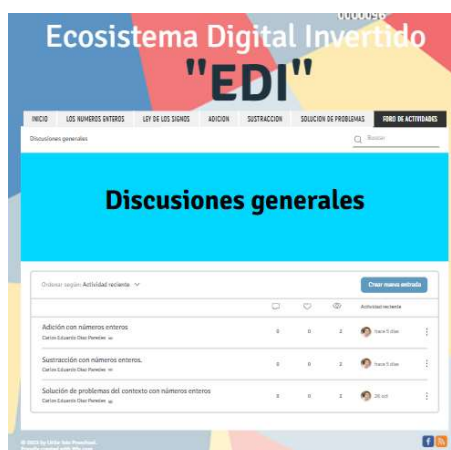 0000096
Ecosistema Digital Invertido
"EDI"
INICIO LOS NUMEROS ENTEROS LEY DE LOS SIGNOS ADICION SUSTRACCION SOLUCION DE PROBLEMAS FORO DE ACTIVIDADES
Discusiones generales Buscar
Discusiones generales
Ordenar según: Actividad reciente Crear nueva entrada
Actividad reciente
Adición con números enteros
Carlos Eduardo Díaz Paredes 0 0 2 hace 5 días
Sustracción con números enteros.
Carlos Eduardo Díaz Paredes 0 0 2 hace 5 días
Solución de problemas del contexto con números enteros
Carlos Eduardo Díaz Paredes 0 0 2 26 oct